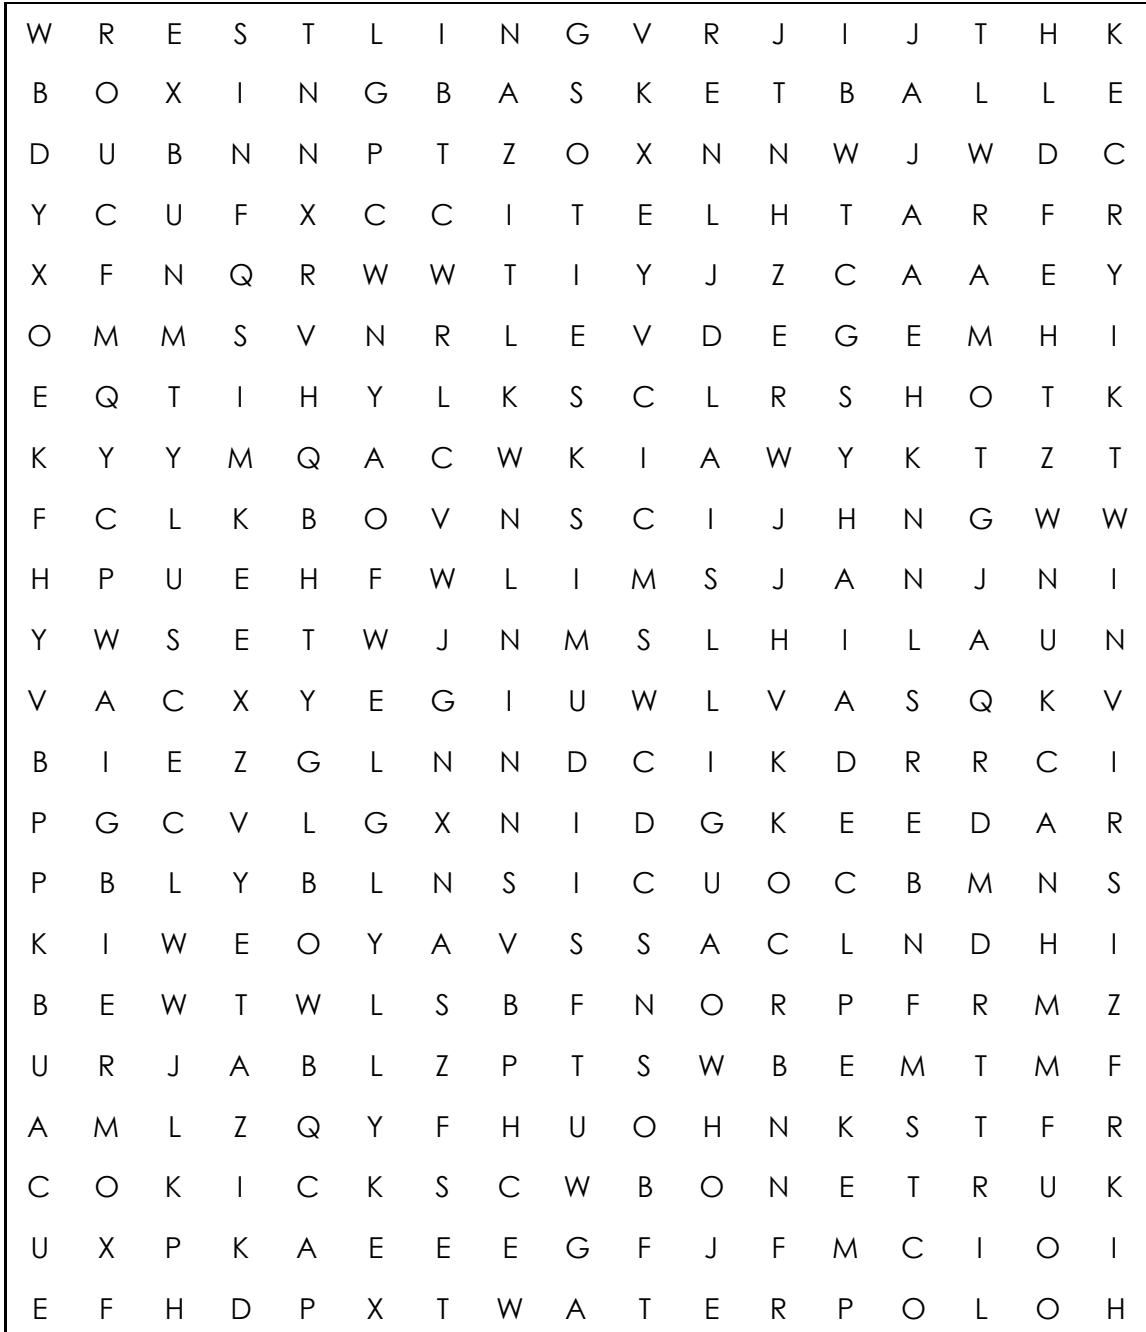 W R E S T L I N G V R J I J T H K
B O X I N G B A S K E T B A L L E
D U B N N P T Z O X N N W J W D C
Y C U F X C C I T E L H T A R F R
X F N Q R W W T I Y J Z C A A E Y
O M M S V N R L E V D E G E M H I
E Q T I H Y L K S C L R S H O T K
K Y Y M Q A C W K I A W Y K T Z T
F C L K B O V N S C I J H N G W W
H P U E H F W L I M S J A N J N I
Y W S E T W J N M S L H I L A U N
V A C X Y E G I U W L V A S Q K V
B I E Z G L N N D C I K D R R C I
P G C V L G X N I D G K E E D A R
P B L Y B L N S I C U O C B M N S
K I W E O Y A V S S A C L N D H I
B E W T W L S B F N O R P F R M Z
U R J A B L Z P T S W B E M T M F
A M L Z Q Y F H U O H N K S T F R
C O K I C K S C W B O N E T R U K
U X P K A E E E G F J F M C I O I
E F H D P X T W A T E R P O L O H